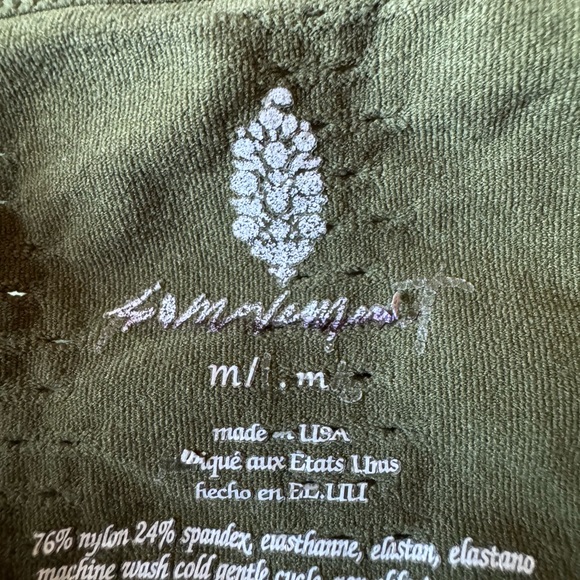 m/ . m
made in USA
aux Etats Unis
hecho en EE.UU
76% nylon 24% spandex, elasthanne, elastan, elastano
machine wash cold gentle cycle,